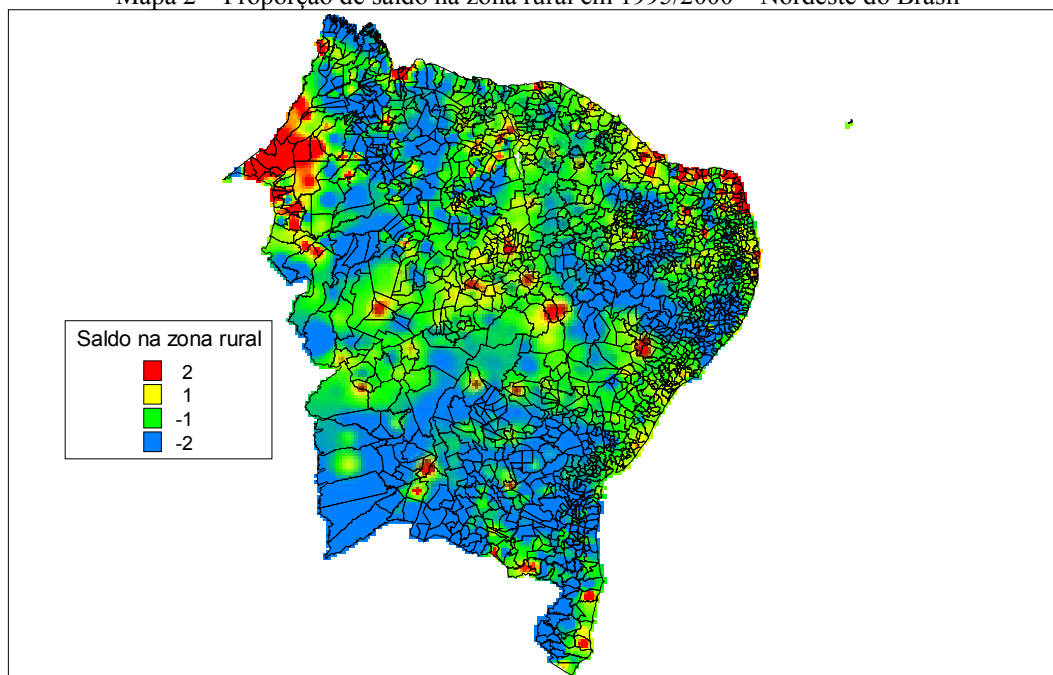 Mapa 2 – Proporção de saldo na zona rural em 1995/2000 – Nordeste do Brasil
Saldo na zona rural
2
1
-1
-2